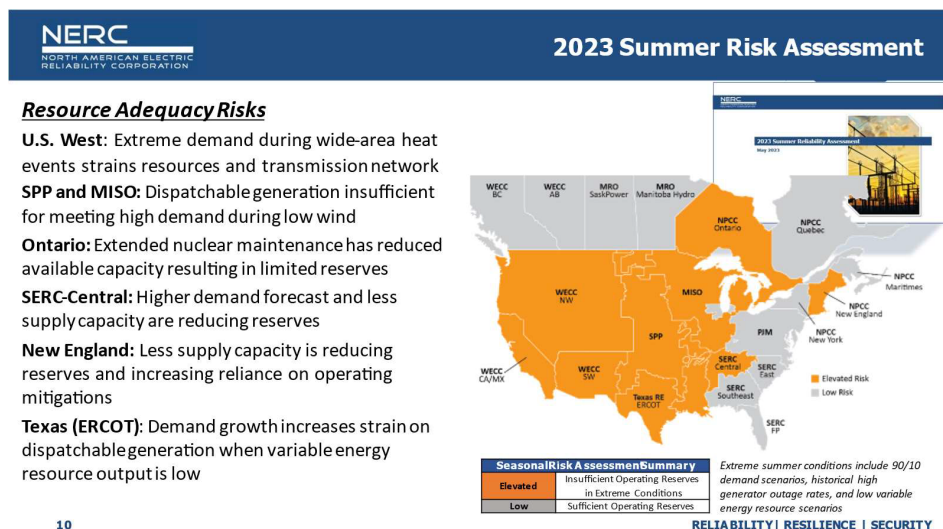 NERC
NORTH AMERICAN ELECTRIC
RELIABILITY CORPORATION
2023 Summer Risk Assessment
Resource Adequacy Risks
U.S. West: Extreme demand during wide-area heat
events strains resources and transmission network
SPP and MISO: Dispatchable generation insufficient
for meeting high demand during low wind
Ontario: Extended nuclear maintenance has reduced
available capacity resulting in limited reserves
SERC-Central: Higher demand forecast and less
supply capacity are reducing reserves
New England: Less supply capacity is reducing
reserves and increasing reliance on operating
mitigations
Texas (ERCOT): Demand growth increases strain on
dispatchable generation when variable energy
resource output is low
NERC
2023 Summer Reliability Assessment
May 2023
WECC
BC
WECC
AB
MRO
SaskPower
MRO
Manitoba Hydro
NPCC
Ontario
NPCC
Quebec
NPCC
Maritimes
NPCC
New England
NPCC
New York
WECC
NW
MISO
SPP
PJM
WECC
CA/MX
WECC
SW
SERC
Central
SERC
East
SERC
Southeast
Texas RE
ERCOT
SERC
FP
Elevated Risk
Low Risk
Seasonal Risk Assessment Summary
Elevated
Insufficient Operating Reserves
in Extreme Conditions
Low
Sufficient Operating Reserves
Extreme summer conditions include 90/10
demand scenarios, historical high
generator outage rates, and low variable
energy resource scenarios
10
RELIABILITY | RESILIENCE | SECURITY